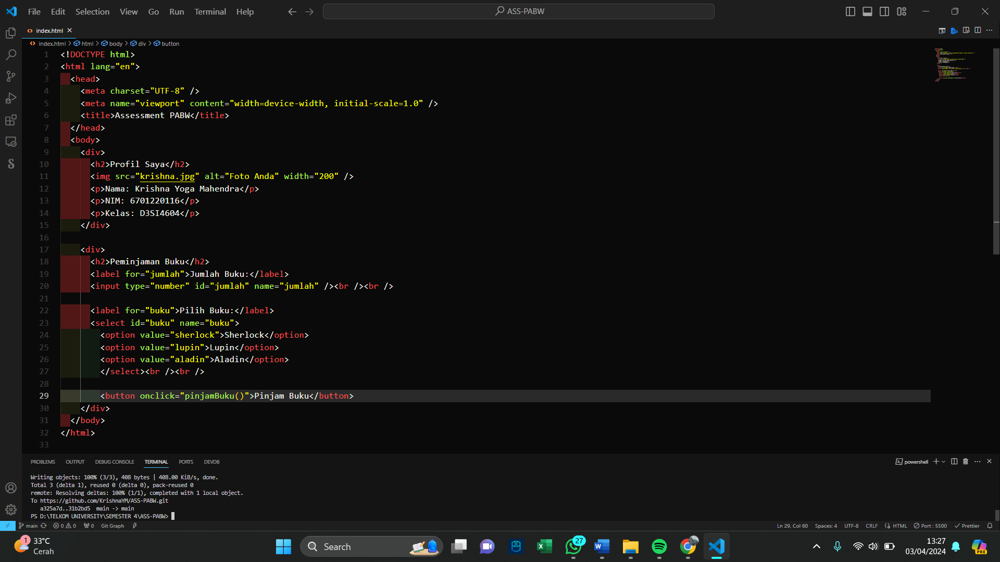 File Edit Selection View Go Run Terminal Help
ASS-PABW
index.html
index.html > html > body > div > button
1 <!DOCTYPE html>
2 <html lang="en">
3 <head>
4 <meta charset="UTF-8" />
5 <meta name="viewport" content="width=device-width, initial-scale=1.0" />
6 <title>Assessment PABW</title>
7 </head>
8 <body>
9 <div>
10 <h2>Profil Saya</h2>
11 <img src="krishna.jpg" alt="Foto Anda" width="200" />
12 <p>Nama: Krishna Yoga Mahendra</p>
13 <p>NIM: 6701220116</p>
14 <p>Kelas: D3SI4604</p>
15 </div>
16
17 <div>
18 <h2>Peminjaman Buku</h2>
19 <label for="jumlah">Jumlah Buku:</label>
20 <input type="number" id="jumlah" name="jumlah" /><br /><br />
21
22 <label for="buku">Pilih Buku:</label>
23 <select id="buku" name="buku">
24 <option value="sherlock">Sherlock</option>
25 <option value="lupin">Lupin</option>
26 <option value="aladin">Aladin</option>
27 </select><br /><br />
28
29 <button onclick="pinjamBuku()">Pinjam Buku</button>
30 </div>
31 </body>
32 </html>
33
PROBLEMS OUTPUT DEBUG CONSOLE TERMINAL PORTS DEVDB
powershell
Writing objects: 100% (3/3), 408 bytes | 408.00 KiB/s, done.
Total 3 (delta 1), reused 0 (delta 0), pack-reused 0
remote: Resolving deltas: 100% (1/1), completed with 1 local object.
To https://github.com/KrishnaYM/ASS-PABW.git
a325a7d..31b2bd5 main -> main
PS D:\TELKOM UNIVERSITY\SEMESTER 4\ASS-PABW>
main 0 0 0 Git Graph
Ln 29, Col 60 Spaces: 4 UTF-8 CRLF HTML Port : 5500 Prettier
1
33°C
Cerah
Search
27
PRE
13:27
03/04/2024